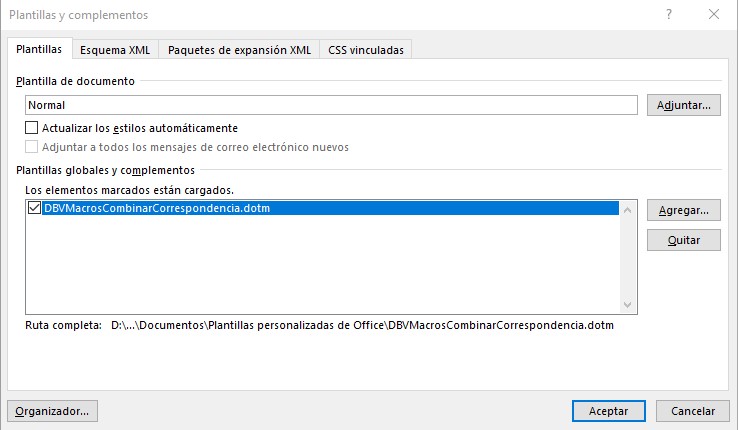 Plantillas y complementos
Plantillas
Esquema XML
Paquetes de expansión XML
CSS vinculadas
Plantilla de documento
Normal
Adjuntar...
Actualizar los estilos automáticamente
Adjuntar a todos los mensajes de correo electrónico nuevos
Plantillas globales y complementos
Los elementos marcados están cargados.
DBVMacrosCombinarCorrespondencia.dotm
Agregar...
Quitar
Ruta completa: D:\...\Documentos\Plantillas personalizadas de Office\DBVMacrosCombinarCorrespondencia.dotm
Organizador...
Aceptar
Cancelar